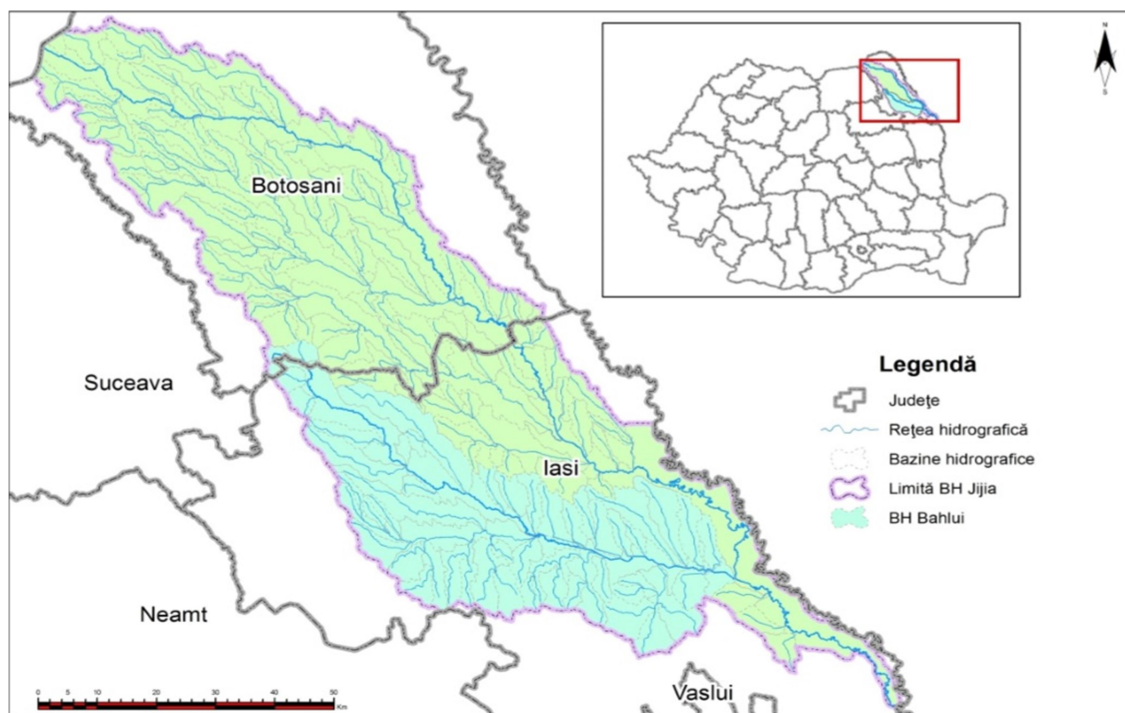 N
S
Botosani
Suceava
Iasi
Neamt
Vaslui
Legendă
Judeţe
Reţea hidrografică
Bazine hidrografice
Limită BH Jijia
BH Bahlui
0 5 10 20 30 40 50
Km